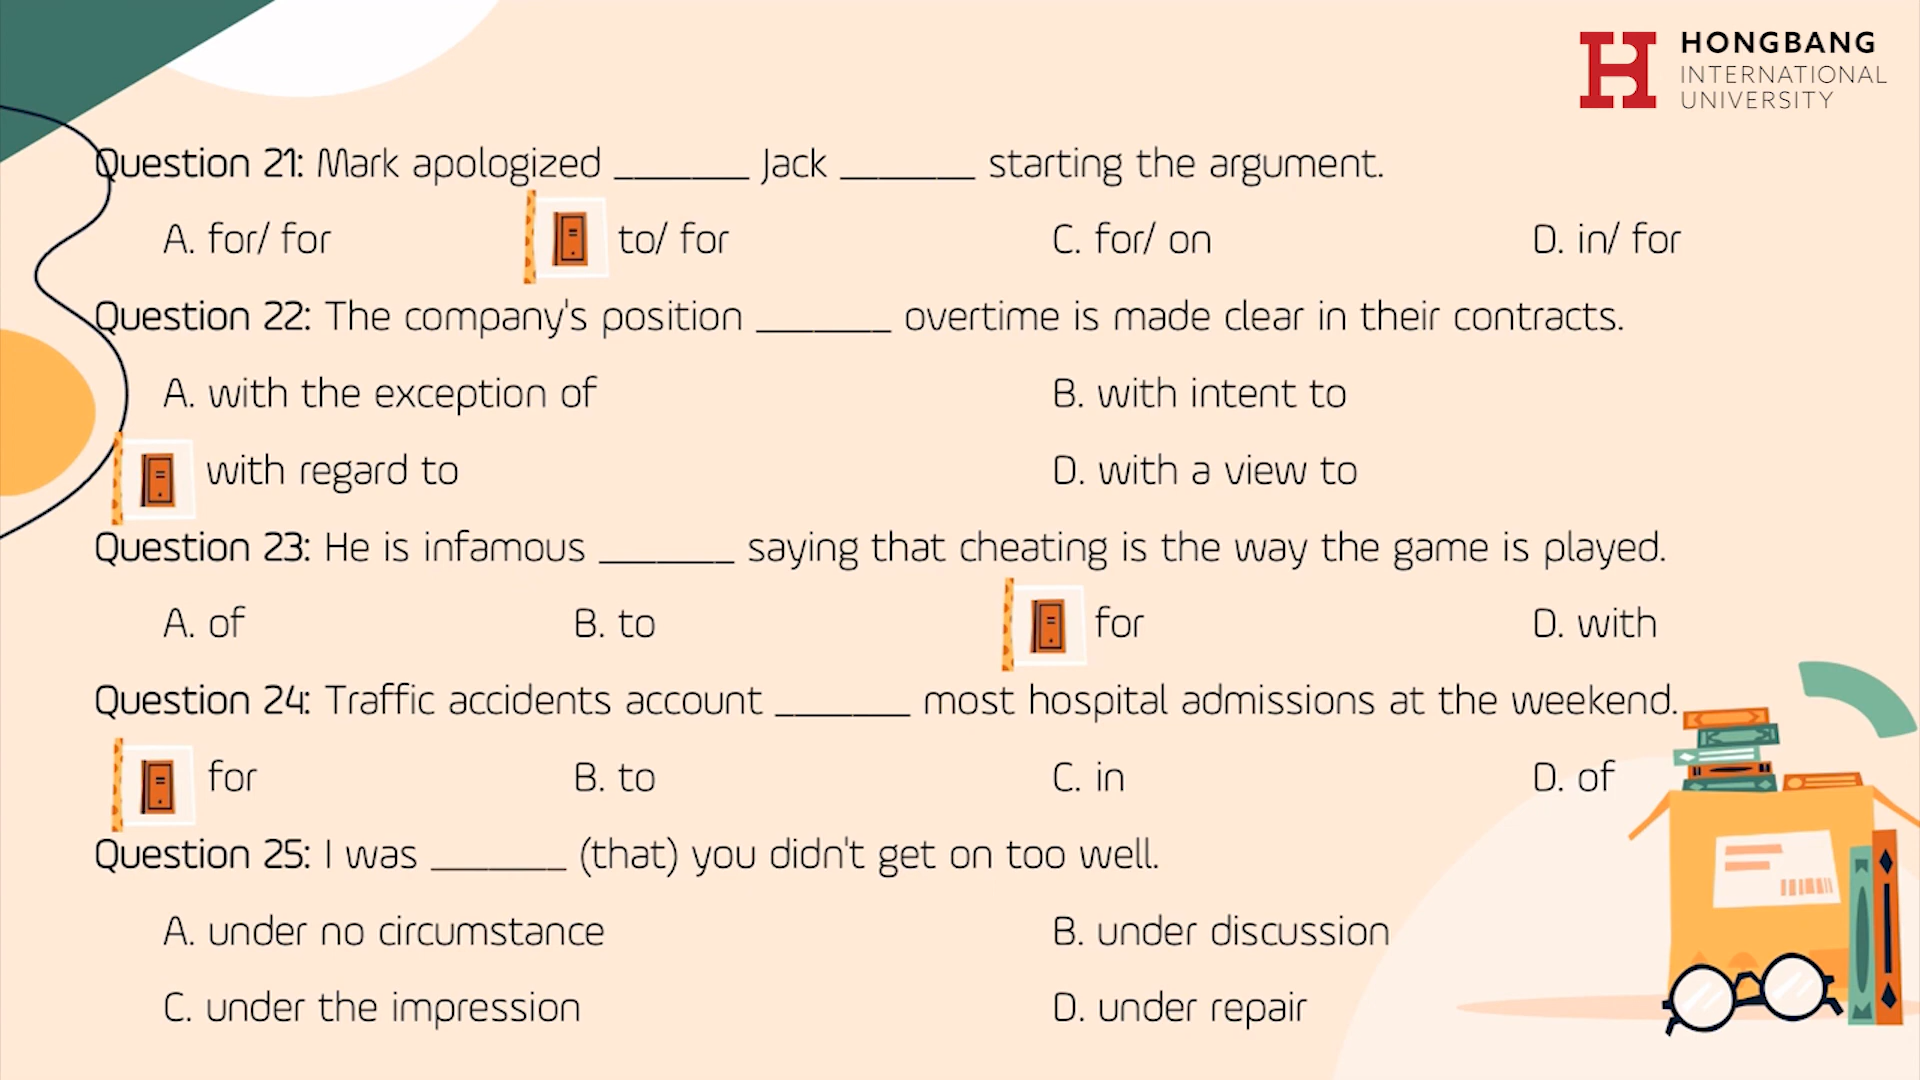 HONGBANG
INTERNATIONAL
UNIVERSITY
Question 21: Mark apologized _______ Jack _______ starting the argument.
A. for/ for to/ for C. for/ on D. in/ for
Question 22: The company's position _______ overtime is made clear in their contracts.
A. with the exception of B. with intent to
with regard to D. with a view to
Question 23: He is infamous _______ saying that cheating is the way the game is played.
A. of B. to for D. with
Question 24: Traffic accidents account _______ most hospital admissions at the weekend.
for B. to C. in D. of
Question 25: I was _______ (that) you didn't get on too well.
A. under no circumstance B. under discussion
C. under the impression D. under repair